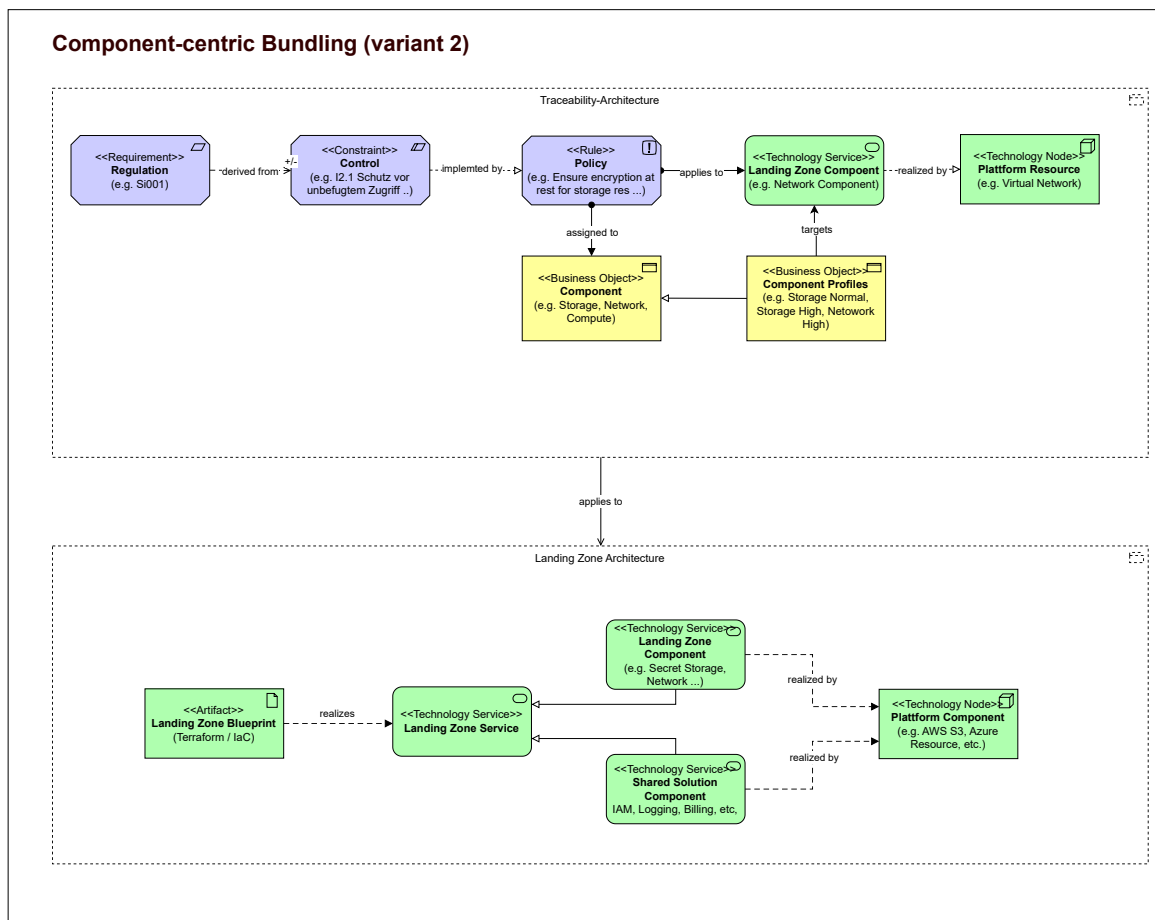 Component-centric Bundling (variant 2)
Traceability-Architecture
<<Requirement>>
Regulation
(e.g. Si001)
derived from
+/-
<<Constraint>>
Control
(e.g. I2.1 Schutz vor
unbefugtem Zugriff ..)
implemted by
<<Rule>>
Policy
(e.g. Ensure encryption at
rest for storage res ...)
applies to
<<Technology Service>>
Landing Zone Compoent
(e.g. Network Component)
realized by
<<Technology Node>>
Plattform Resource
(e.g. Virtual Network)
assigned to
targets
<<Business Object>>
Component
(e.g. Storage, Network,
Compute)
<<Business Object>>
Component Profiles
(e.g. Storage Normal,
Storage High, Netowork
High)
applies to
Landing Zone Architecture
<<Technology Service>>
Landing Zone
Component
(e.g. Secret Storage,
Network ...)
realized by
<<Artifact>>
Landing Zone Blueprint
(Terraform / IaC)
realizes
<<Technology Service>>
Landing Zone Service
<<Technology Node>>
Plattform Component
(e.g. AWS S3, Azure
Resource, etc.)
realized by
<<Technology Service>>
Shared Solution
Component
IAM, Logging, Billing, etc,